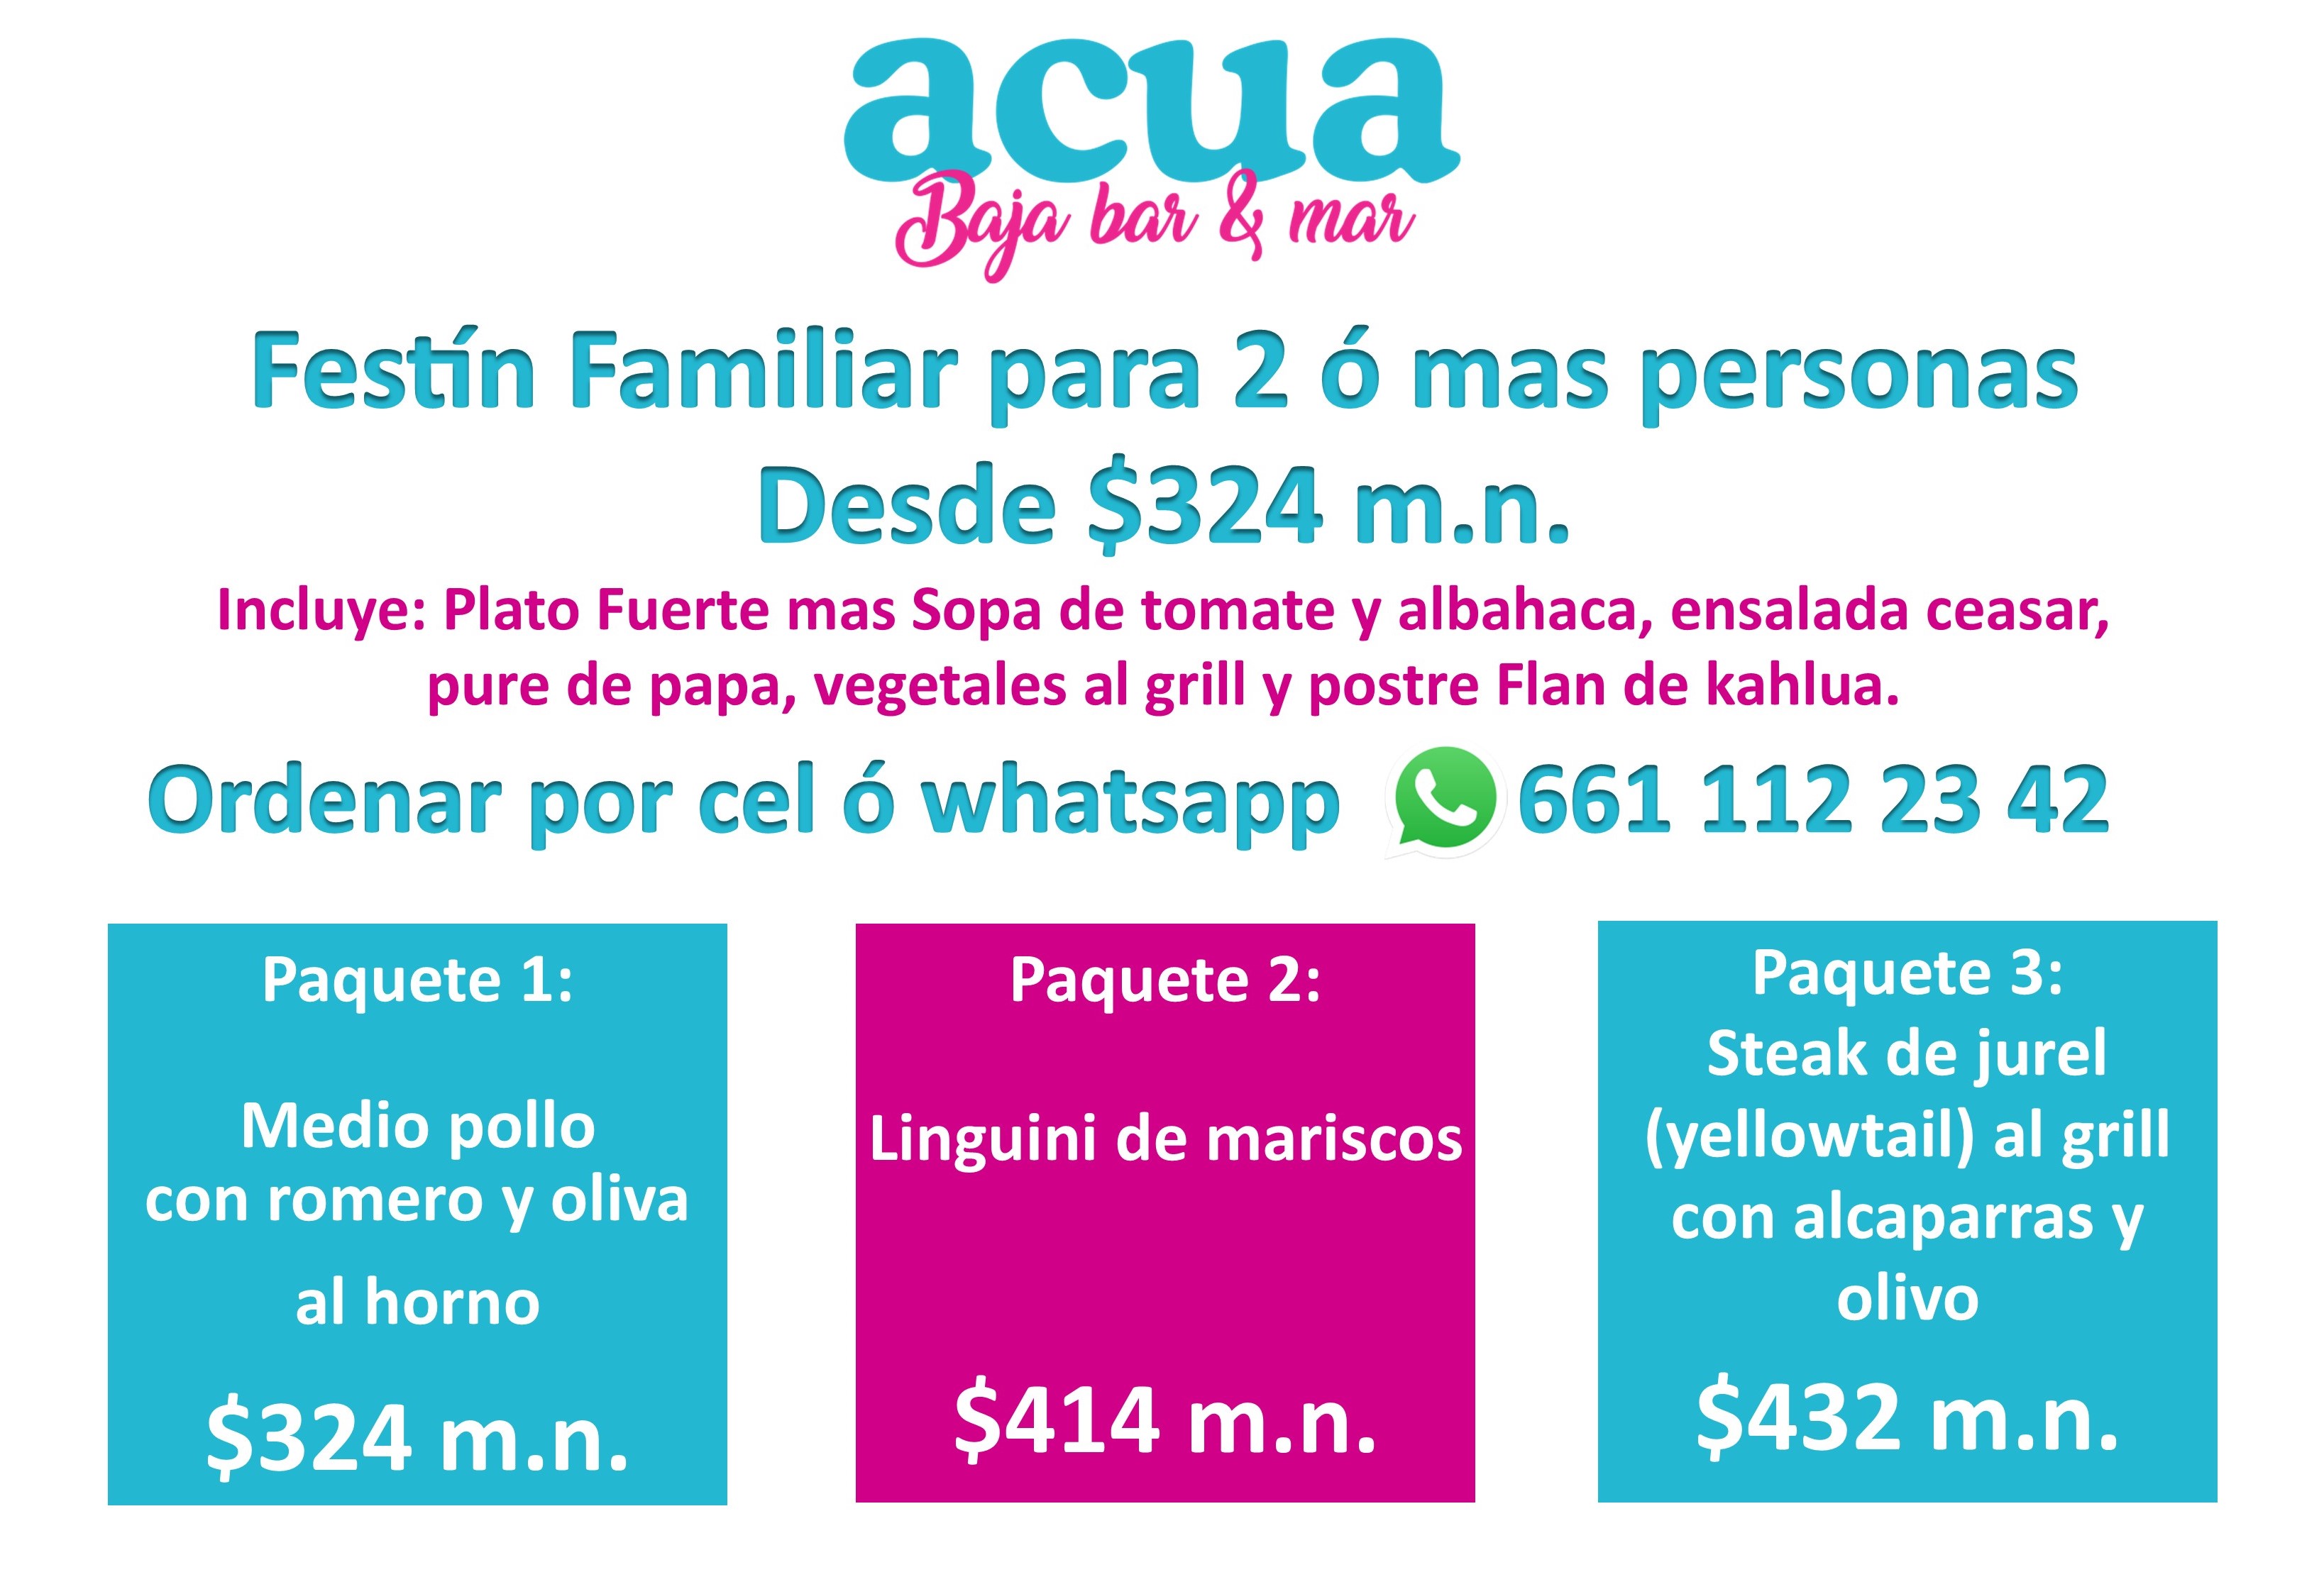 acua
Baja bar & mar
Festín Familiar para 2 ó mas personas
Desde $324 m.n.
Incluye: Plato Fuerte mas Sopa de tomate y albahaca, ensalada ceasar,
pure de papa, vegetales al grill y postre Flan de kahlua.
Ordenar por cel ó whatsapp 661 112 23 42
Paquete 1:
Medio pollo
con romero y oliva
al horno
$324 m.n.
Paquete 2:
Linguini de mariscos
$414 m.n.
Paquete 3:
Steak de jurel
(yellowtail) al grill
con alcaparras y
olivo
$432 m.n.